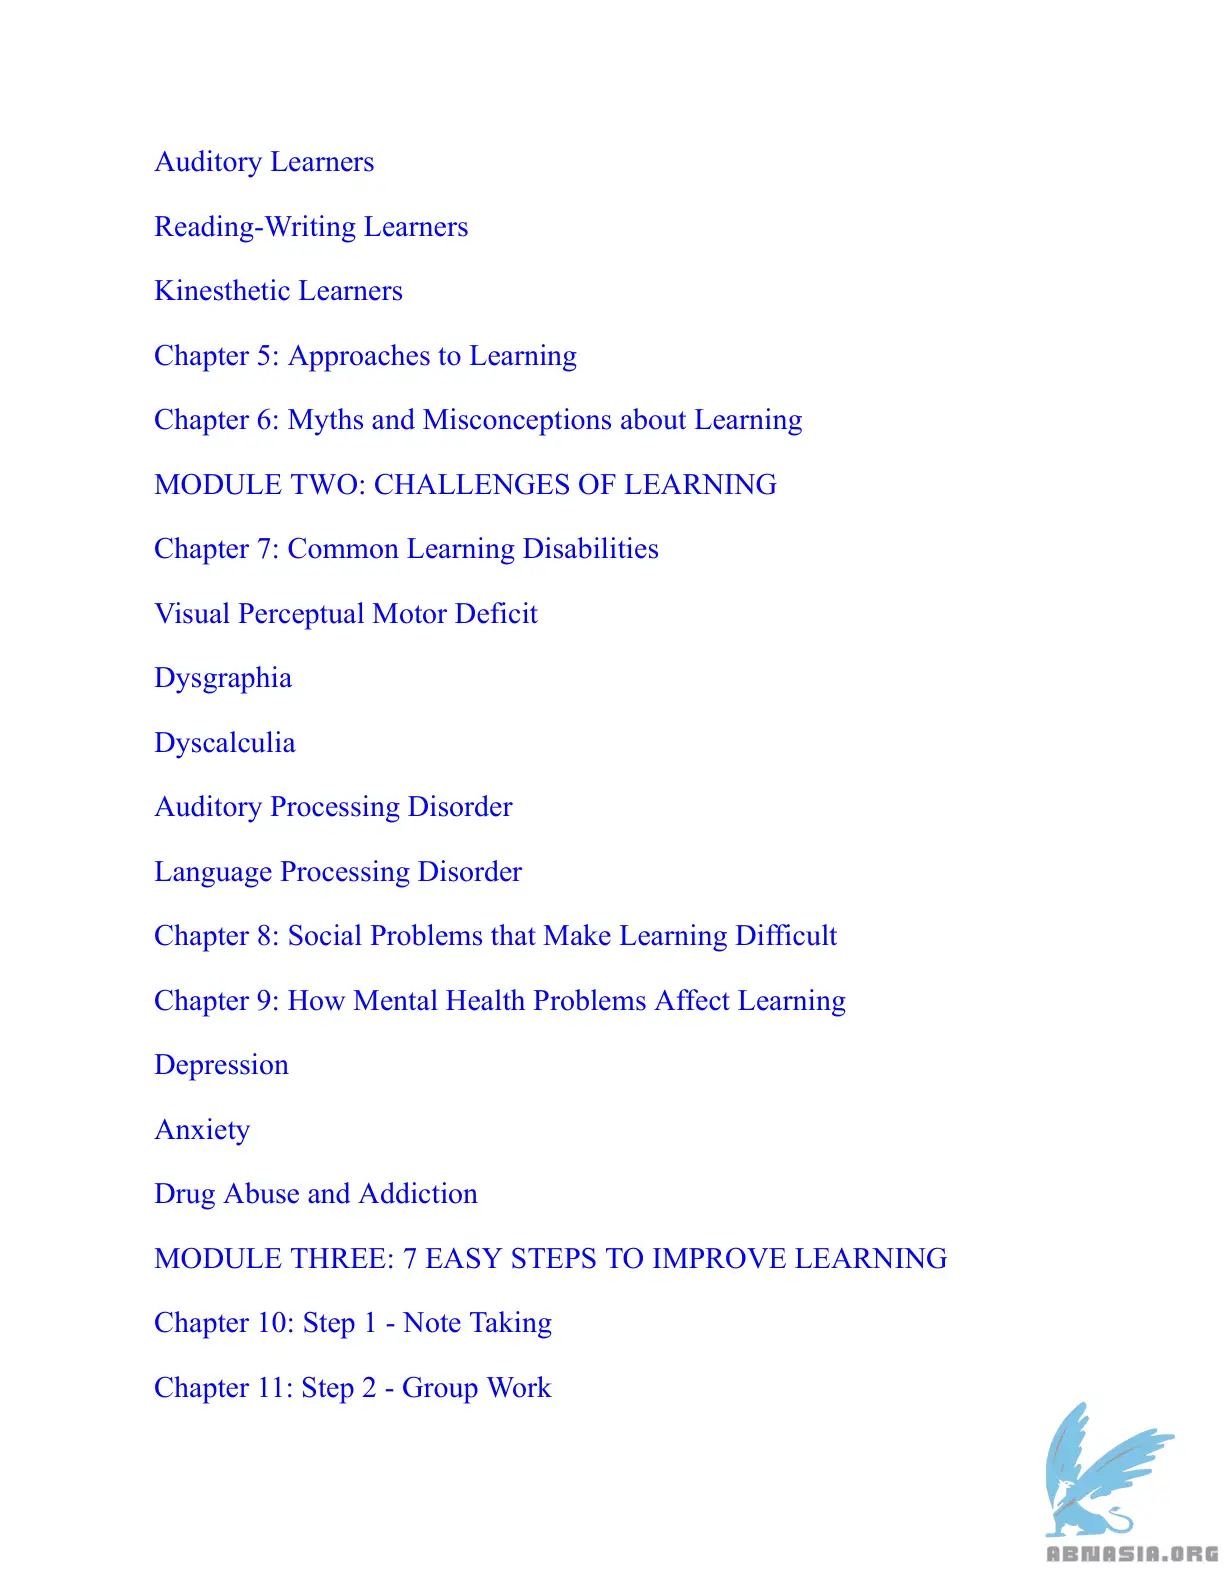 Auditory Learners
Reading-Writing Learners
Kinesthetic Learners
Chapter 5: Approaches to Learning
Chapter 6: Myths and Misconceptions about Learning
MODULE TWO: CHALLENGES OF LEARNING
Chapter 7: Common Learning Disabilities
Visual Perceptual Motor Deficit
Dysgraphia
Dyscalculia
Auditory Processing Disorder
Language Processing Disorder
Chapter 8: Social Problems that Make Learning Difficult
Chapter 9: How Mental Health Problems Affect Learning
Depression
Anxiety
Drug Abuse and Addiction
MODULE THREE: 7 EASY STEPS TO IMPROVE LEARNING
Chapter 10: Step 1 - Note Taking
Chapter 11: Step 2 - Group Work
ABNASIA.ORG